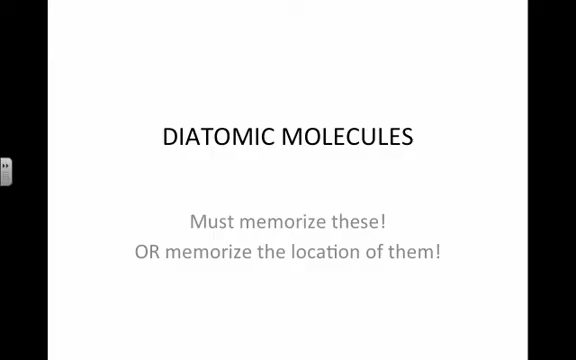 DIATOMIC MOLECULES
Must memorize these!
OR memorize the location of them!